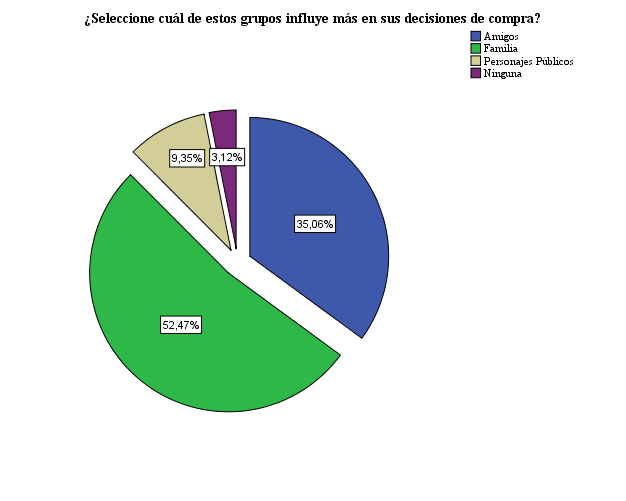 ¿Seleccione cuál de estos grupos influye más en sus decisiones de compra?
Amigos
Familia
Personajes Públicos
Ninguna
9,35%
3,12%
35,06%
52,47%